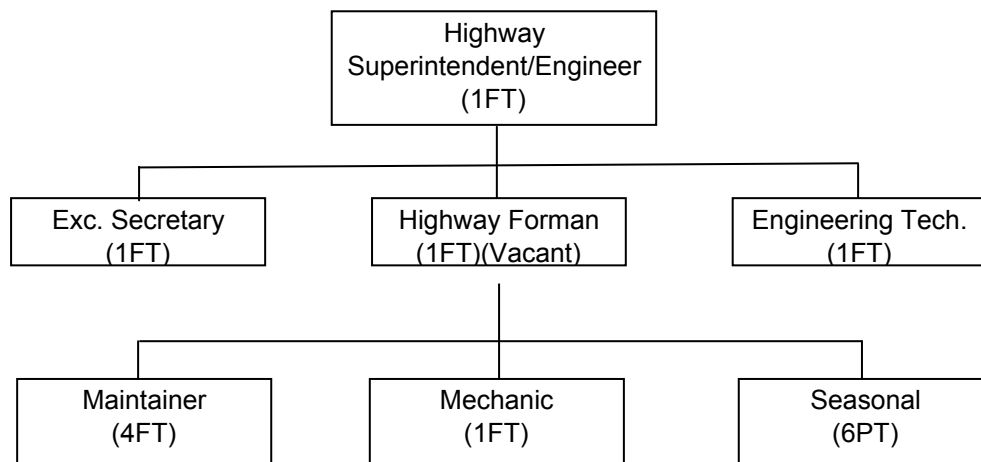 Highway
Superintendent/Engineer
(1FT)
Exc. Secretary
(1FT)
Highway Forman
(1FT)(Vacant)
Engineering Tech.
(1FT)
Maintainer
(4FT)
Mechanic
(1FT)
Seasonal
(6PT)